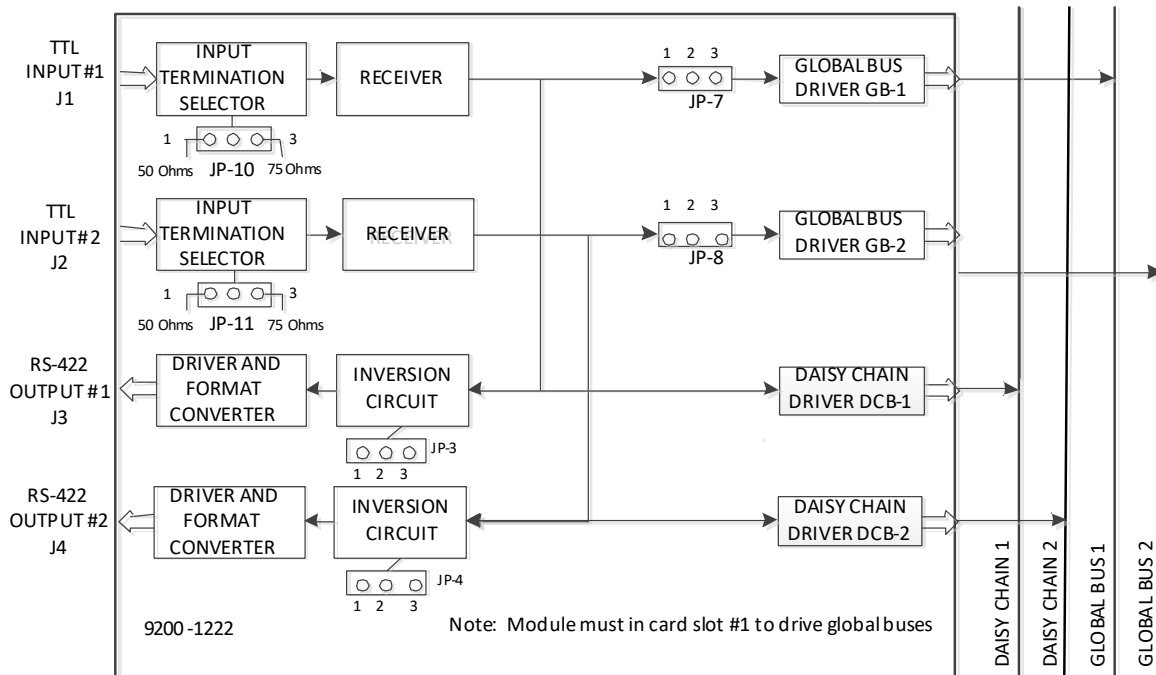 TTL
INPUT #1
J1
INPUT
TERMINATION
SELECTOR
RECEIVER
1 2 3
JP-7
GLOBAL BUS
DRIVER GB-1
1
3
50 Ohms
JP-10
75 Ohms
TTL
INPUT #2
J2
INPUT
TERMINATION
SELECTOR
RECEIVER
1 2 3
JP-8
GLOBAL BUS
DRIVER GB-2
1
3
50 Ohms
JP-11
75 Ohms
RS-422
OUTPUT #1
J3
DRIVER AND
FORMAT
CONVERTER
INVERSION
CIRCUIT
JP-3
1 2 3
DAISY CHAIN
DRIVER DCB-1
RS-422
OUTPUT #2
J4
DRIVER AND
FORMAT
CONVERTER
INVERSION
CIRCUIT
JP-4
1 2 3
DAISY CHAIN
DRIVER DCB-2
9200 -1222
Note: Module must in card slot #1 to drive global buses
DAISY CHAIN 1
DAISY CHAIN 2
GLOBAL BUS 1
GLOBAL BUS 2